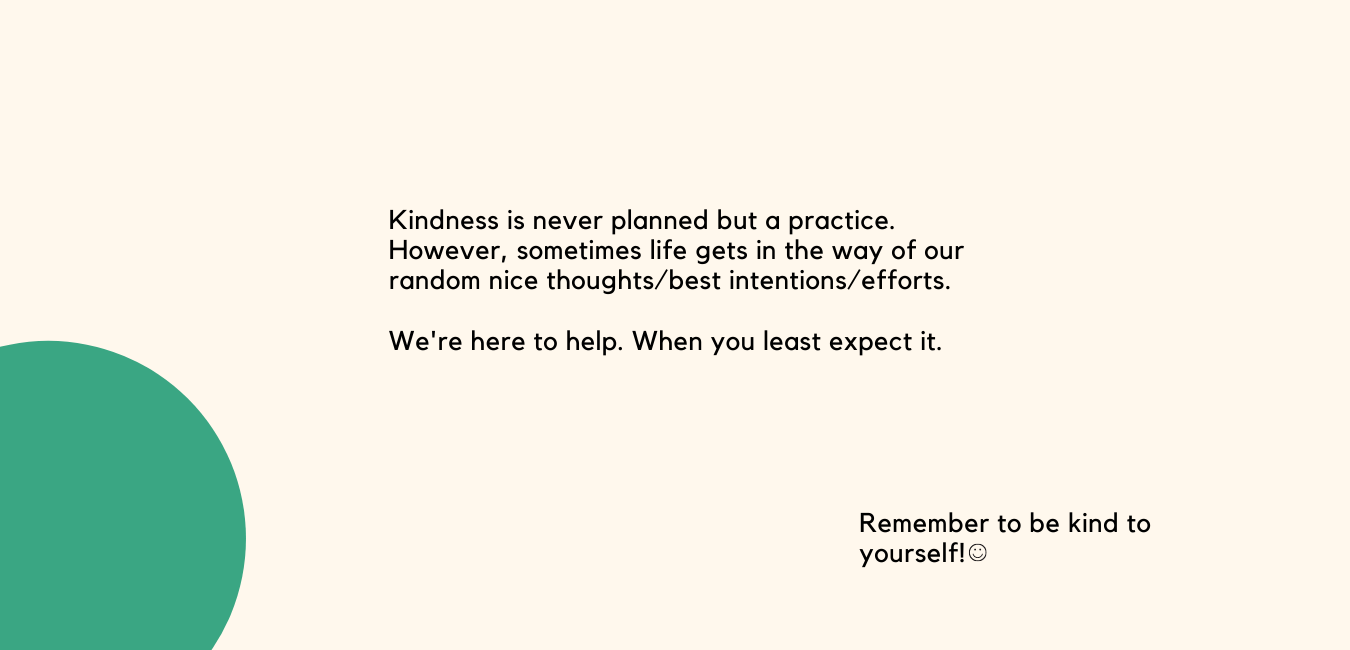 Kindness is never planned but a practice.
However, sometimes life gets in the way of our
random nice thoughts/best intentions/efforts.
We're here to help. When you least expect it.
Remember to be kind to
yourself!☺